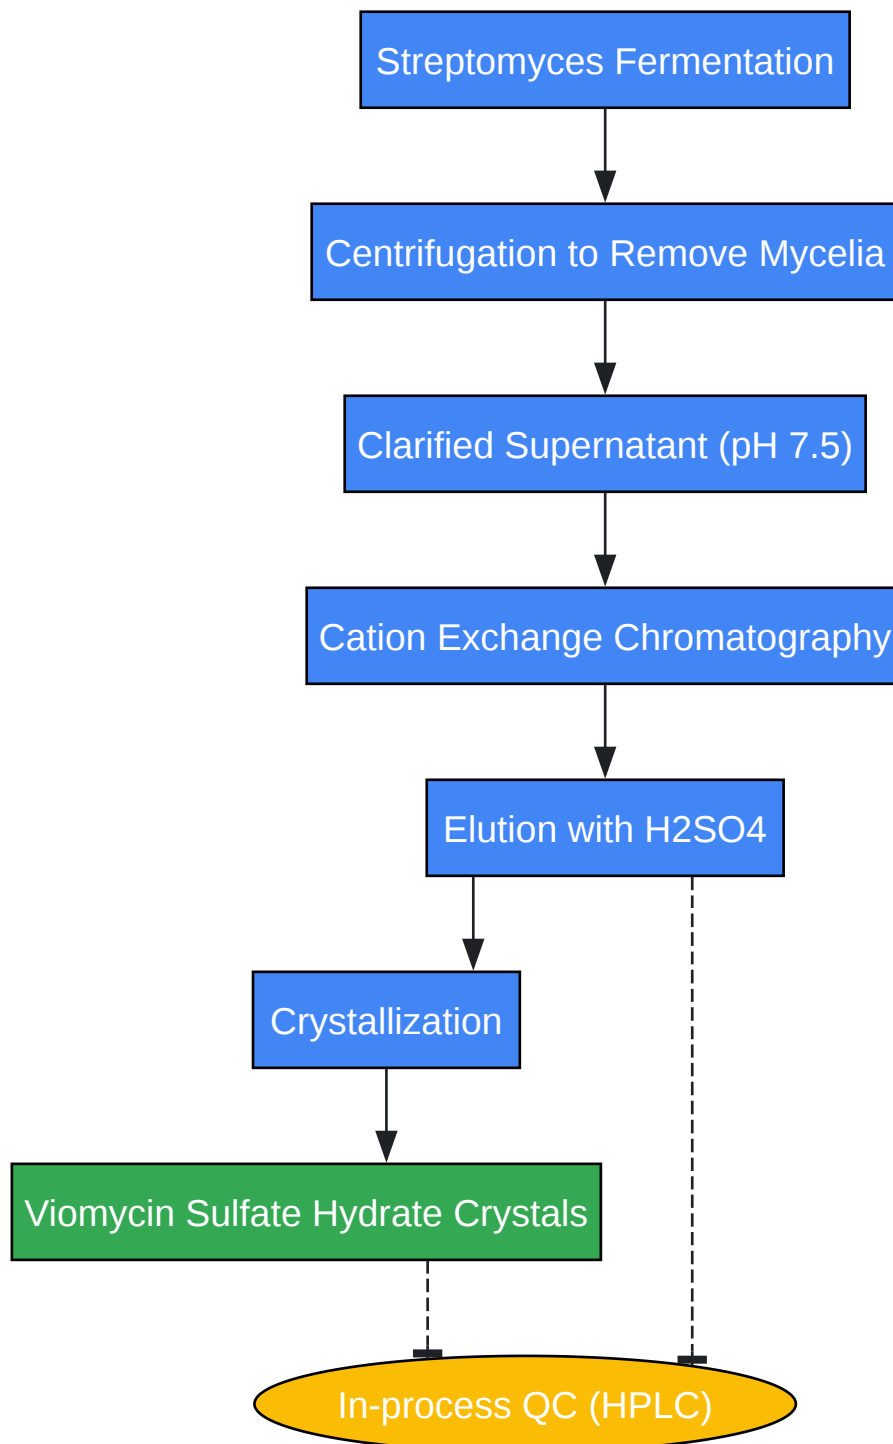 Streptomyces Fermentation
Centrifugation to Remove Mycelia
Clarified Supernatant (pH 7.5)
Cation Exchange Chromatography
Elution with H2SO4
Crystallization
Viomycin Sulfate Hydrate Crystals
In-process QC (HPLC)